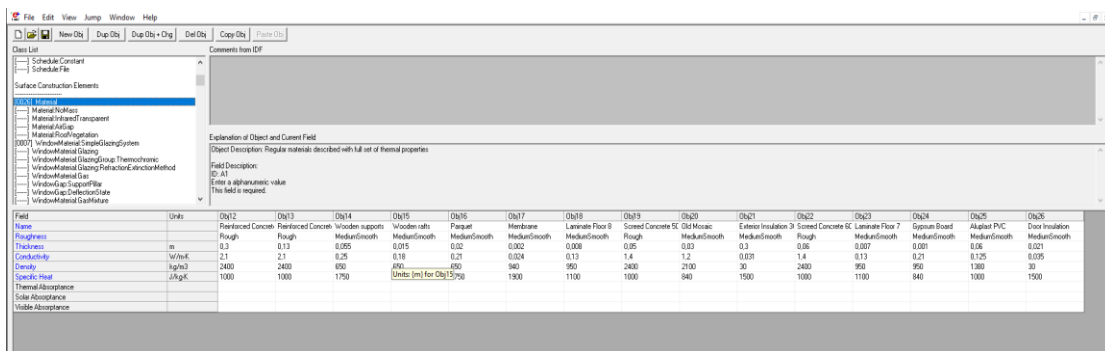 File Edit View Jump Window Help
New Obj Dup Obj Dup Obj + Chg Del Obj Copy Obj Paste Obj
Class List Comments from IDF
[----] Schedule:Constant
[----] Schedule:File
Surface Construction Elements
[0026] Material
[----] Material:NoMass
[----] Material:InfraredTransparent
[----] Material:AirGap
[----] Material:RoofVegetation
[0007] WindowMaterial:SimpleGlazingSystem
[----] WindowMaterial:Glazing
[----] WindowMaterial:GlazingGroup:Thermochromic
[----] WindowMaterial:Glazing:RefractionExtinctionMethod
[----] WindowMaterial:Gas
[----] WindowGap:SupportPillar
[----] WindowGap:DeflectionState
[----] WindowMaterial:GasMixture
Explanation of Object and Current Field
Object Description: Regular materials described with full set of thermal properties
Field Description:
ID: A1
Enter a alphanumeric value
This field is required.
Field Units Obj12 Obj13 Obj14 Obj15 Obj16 Obj17 Obj18 Obj19 Obj20 Obj21 Obj22 Obj23 Obj24 Obj25 Obj26
Name Reinforced Concret Reinforced Concret Wooden supports Wooden rafts Parquet Membrane Laminate Floor 8 Screed Concrete 5 Old Mosaic Exterior Insulation 3 Screed Concrete 6 Laminate Floor 7 Gypsum Board Akuplast PVC Door Insulation
Roughness Rough Rough MediumSmooth MediumSmooth MediumSmooth MediumSmooth MediumSmooth Rough MediumSmooth MediumSmooth Rough MediumSmooth MediumSmooth MediumSmooth MediumSmooth
Thickness m 0,3 0,13 0,055 0,015 0,02 0,002 0,008 0,05 0,03 0,3 0,06 0,007 0,001 0,06 0,021
Conductivity W/m-K 2,1 2,1 0,25 0,18 0,21 0,024 0,13 1,4 1,2 0,031 1,4 0,13 0,21 0,125 0,035
Density kg/m3 2400 2400 650 650 650 940 950 2400 2100 30 2400 950 950 1380 30
Specific Heat J/kg-K 1000 1000 1750 Units: [m] for Obj15 750 1900 1100 1000 840 1500 1000 1100 840 1000 1500
Thermal Absorptance
Solar Absorptance
Visible Absorptance